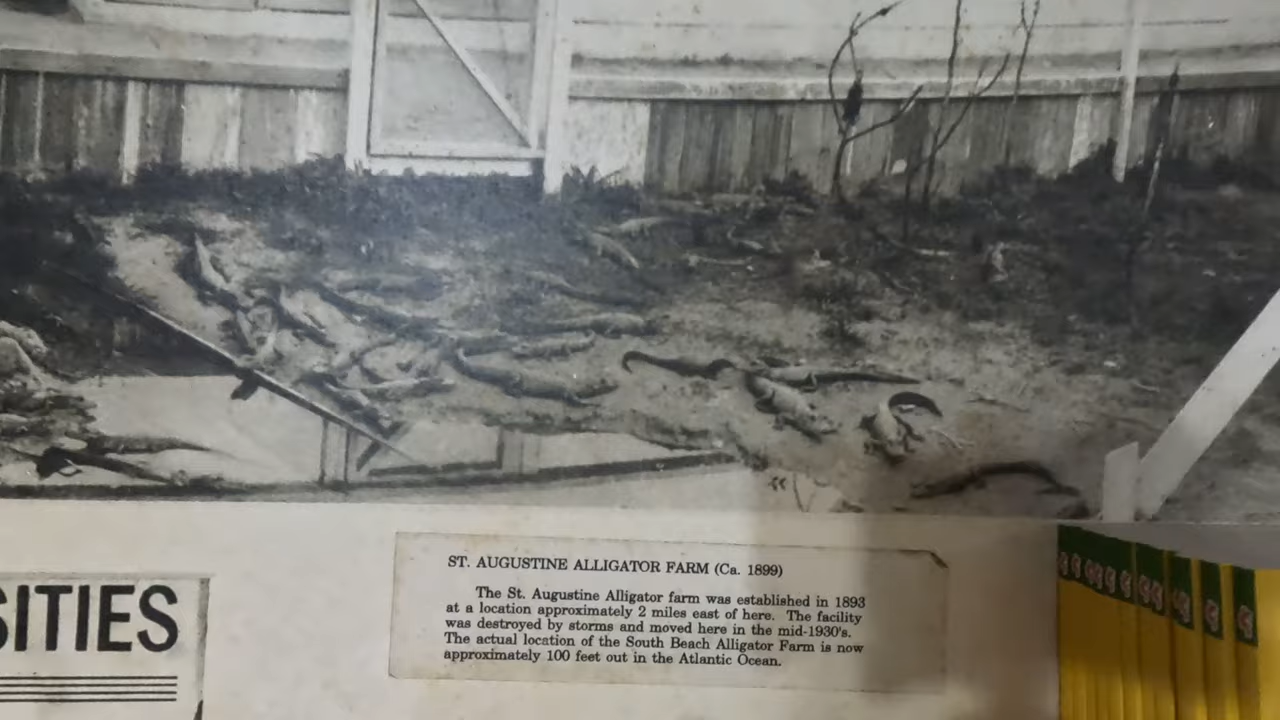 ST. AUGUSTINE ALLIGATOR FARM (Ca. 1899)
The St. Augustine Alligator farm was established in 1893
at a location approximately 2 miles east of here. The facility
was destroyed by storms and moved here in the mid-1930's.
The actual location of the South Beach Alligator Farm is now
approximately 100 feet out in the Atlantic Ocean.
SITIES